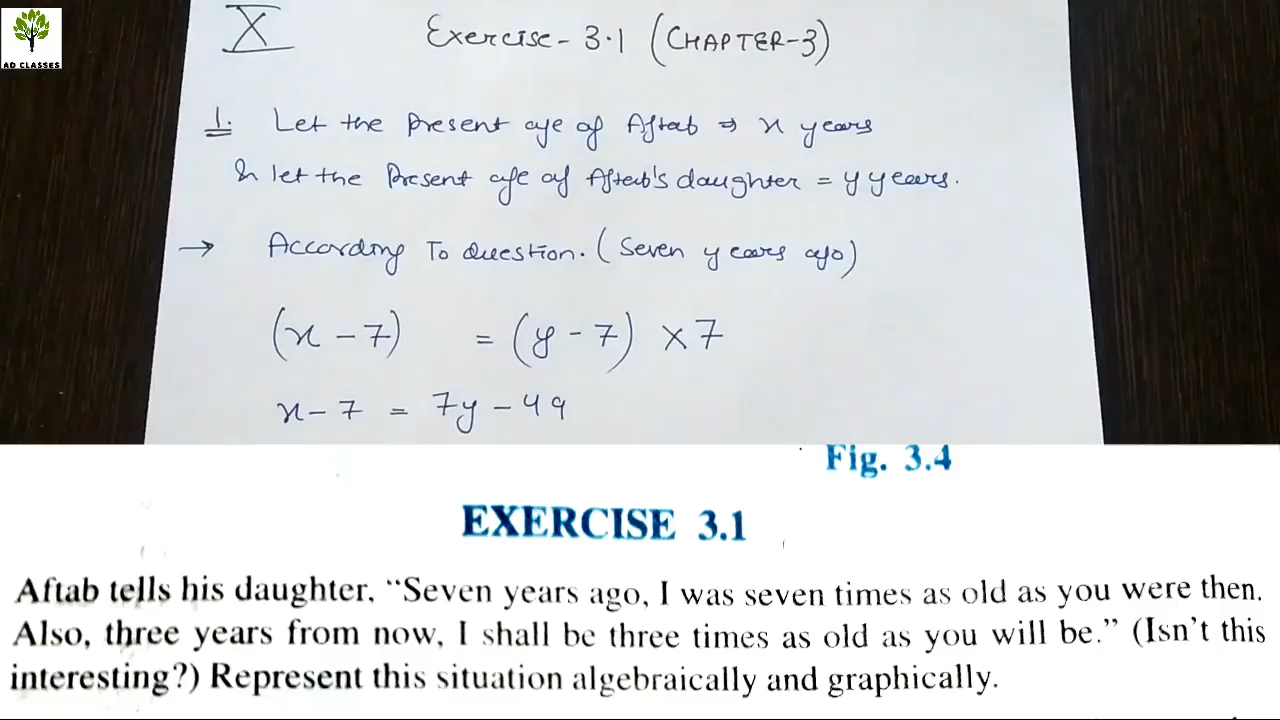 AD CLASSES
X Exercise - 3.1 (CHAPTER-3)
1. Let the Present age of Aftab ⇒ x years
& let the Present age of Aftab's daughter = y years.
→ According To Question. (Seven years ago)
(x - 7) = (y - 7) × 7
x - 7 = 7y - 49
Fig. 3.4
EXERCISE 3.1
Aftab tells his daughter, “Seven years ago, I was seven times as old as you were then.
Also, three years from now, I shall be three times as old as you will be.” (Isn't this
interesting?) Represent this situation algebraically and graphically.